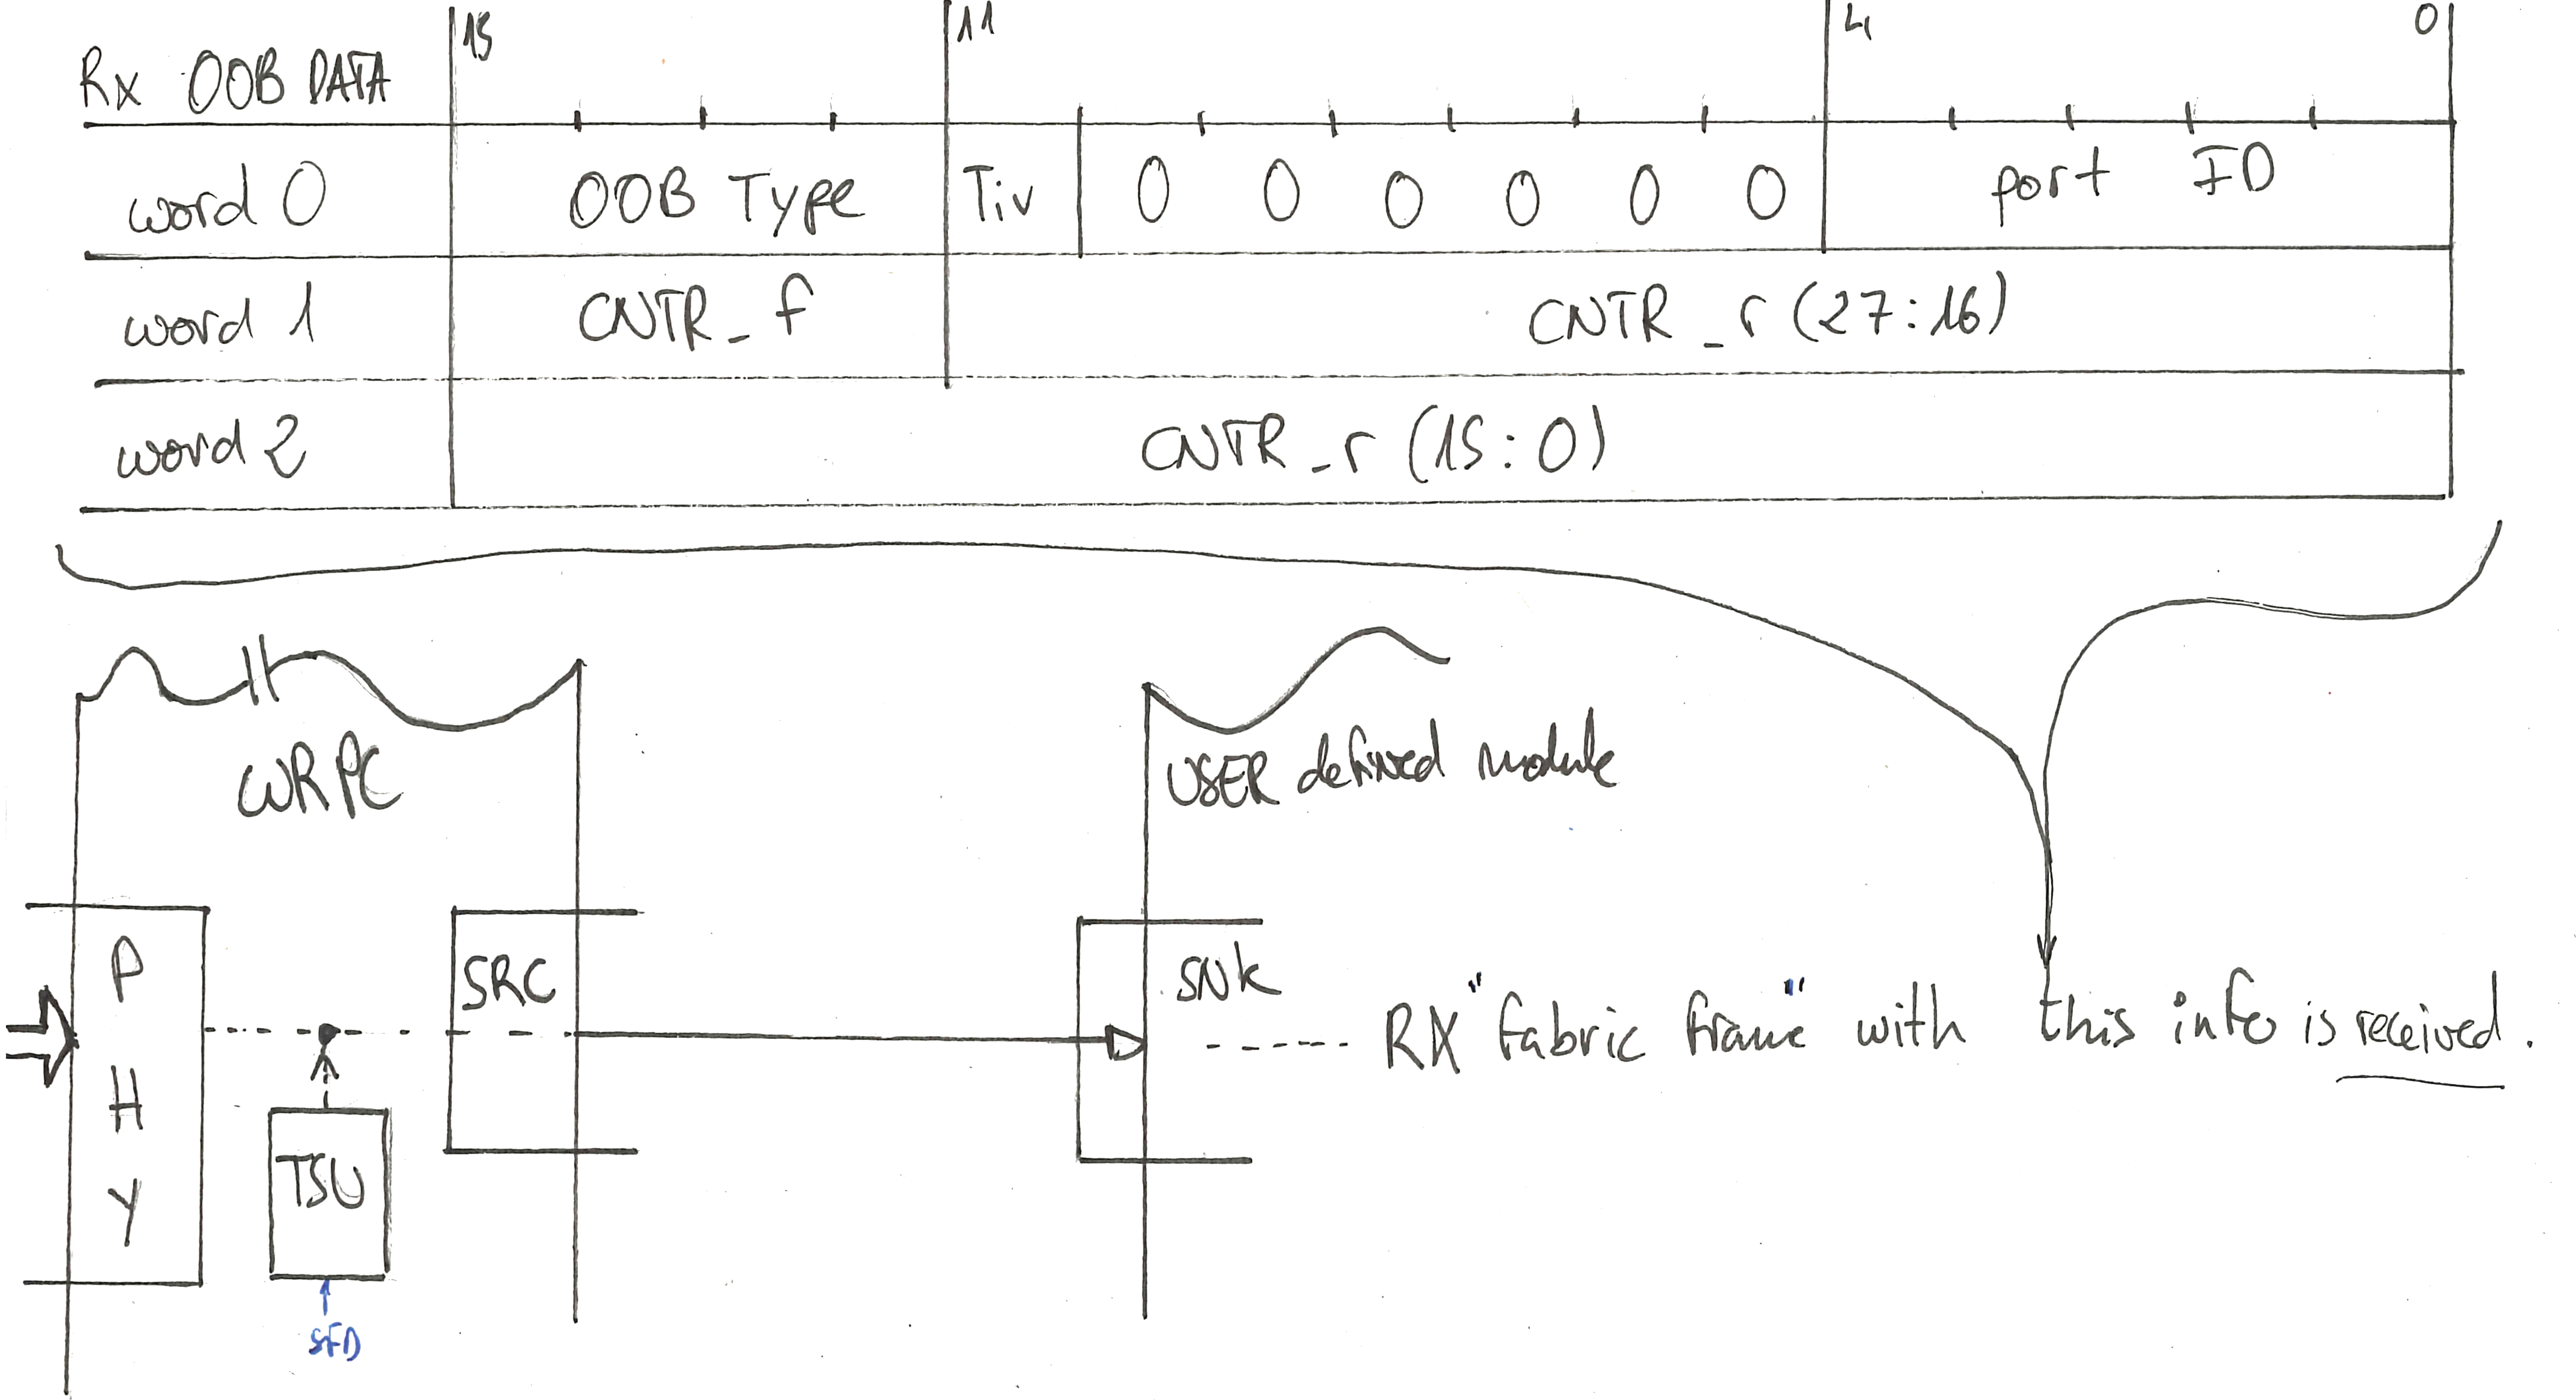 15 11 4 0
Rx OOB DATA
word 0 OOB Type Tiv 0 0 0 0 0 0 port ID
word 1 CNTR_f CNTR_r (27:16)
word 2 CNTR_r (15:0)
WRPC
USER defined module
PHY
SRC
SNK
RX "fabric frame" with this info is received.
TSU
SFD